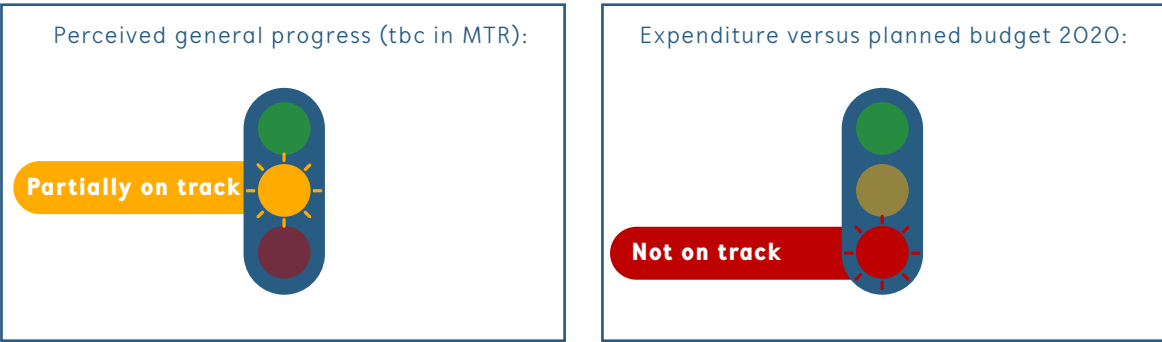 Perceived general progress (tbc in MTR):
Partially on track
Expenditure versus planned budget 2020:
Not on track